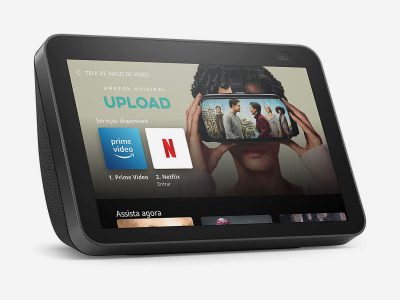 TELA DE INÍCIO DE VÍDEO
AMAZON ORIGINAL
UPLOAD
Serviços disponíveis
prime
video
N
1. Prime Video
2. Netflix
Entrar
Assista agora